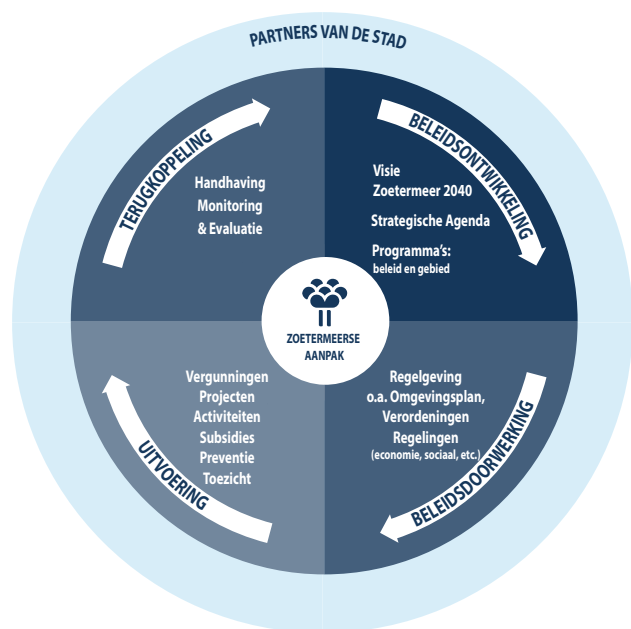 PARTNERS VAN DE STAD
TERUGKOPPELING
Handhaving
Monitoring
& Evaluatie
BELEIDSONTWIKKELING
Visie
Zoetermeer 2040
Strategische Agenda
Programma's:
beleid en gebied
ZOETERMEERSE
AANPAK
Vergunningen
Projecten
Activiteiten
Subsidies
Preventie
Toezicht
UITVOERING
Regelgeving
o.a. Omgevingsplan,
Verordeningen
Regelingen
(economie, sociaal, etc.)
BELEIDSDOORWERKING